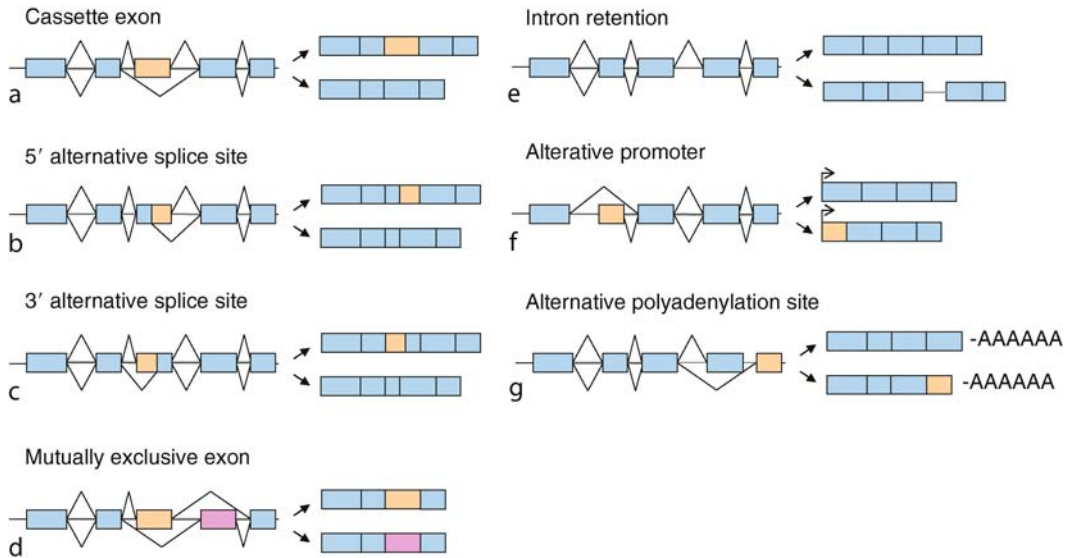 Cassette exon
a
5′ alternative splice site
b
3′ alternative splice site
c
Mutually exclusive exon
d
Intron retention
e
Alterative promoter
f
Alternative polyadenylation site
-AAAAAA
-AAAAAA
g